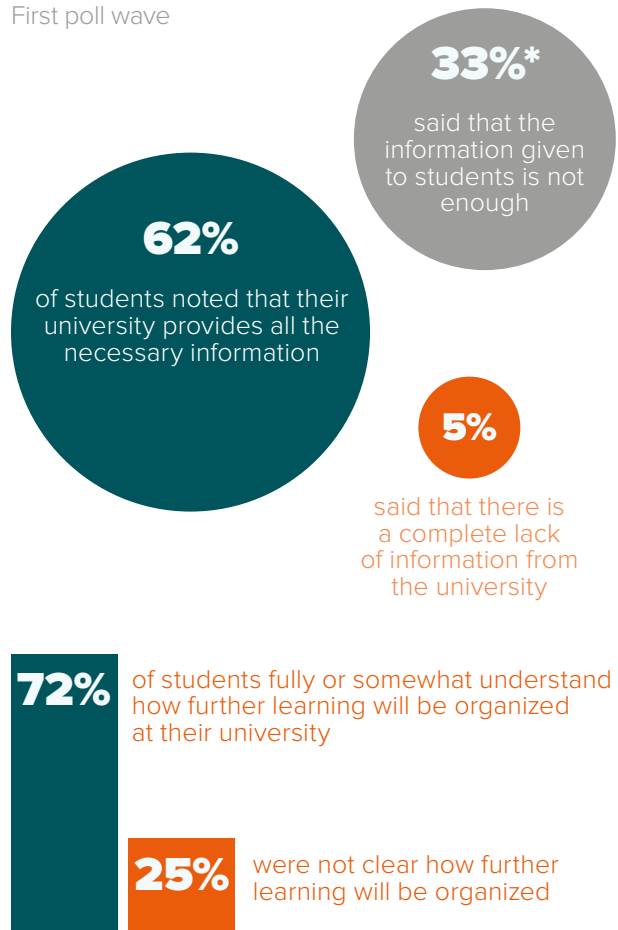 First poll wave
33%*
said that the
information given
to students is not
enough
62%
of students noted that their
university provides all the
necessary information
5%
said that there is
a complete lack
of information from
the university
72%
of students fully or somewhat understand
how further learning will be organized
at their university
25%
were not clear how further
learning will be organized